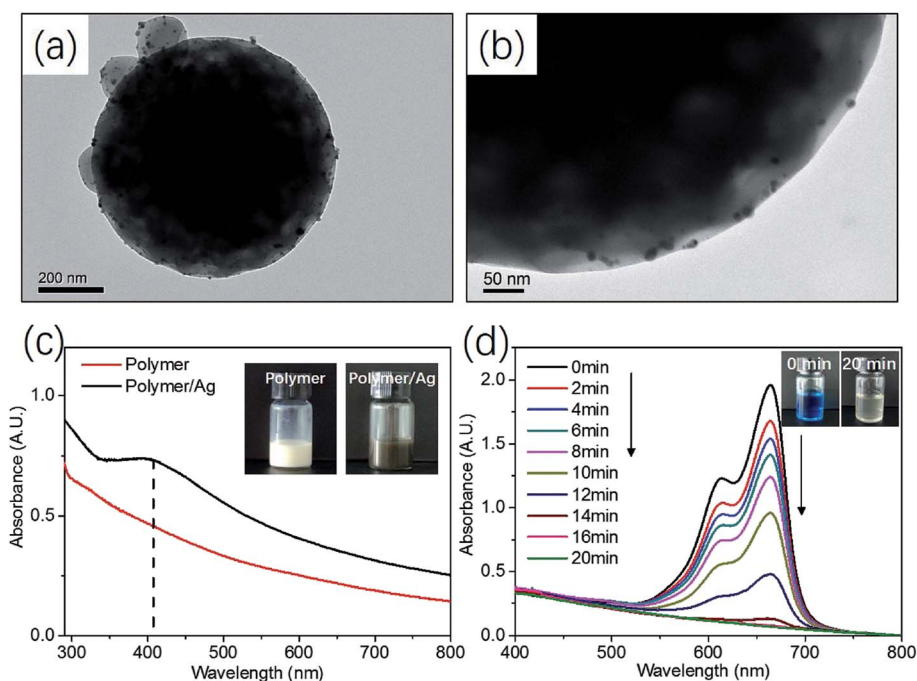 (a)
200 nm
(b)
50 nm
(c)
Polymer
Polymer/Ag
Polymer
Polymer/Ag
Absorbance (A.U.)
1.0
0.5
0.0
300
400
500
600
700
800
Wavelength (nm)
(d)
0min
2min
4min
6min
8min
10min
12min
14min
16min
20min
0 min
20 min
Absorbance (A.U.)
2.0
1.5
1.0
0.5
0.0
400
500
600
700
800
Wavelength (nm)